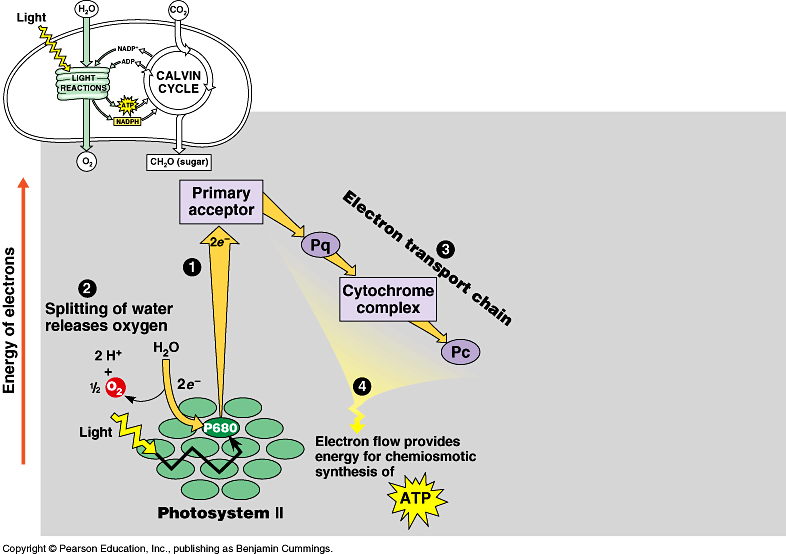 Light
H₂O
CO₂
NADP⁺
ADP
LIGHT
REACTIONS
CALVIN
CYCLE
ATP
NADPH
O₂
CH₂O (sugar)
Energy of electrons
Primary
acceptor
2e⁻
1
Pq
Electron transport chain
3
Cytochrome
complex
Pc
2
Splitting of water
releases oxygen
H₂O
2 H⁺
+
½ O₂
2e⁻
Light
P680
Photosystem II
4
Electron flow provides
energy for chemiosmotic
synthesis of
ATP
Copyright © Pearson Education, Inc., publishing as Benjamin Cummings.